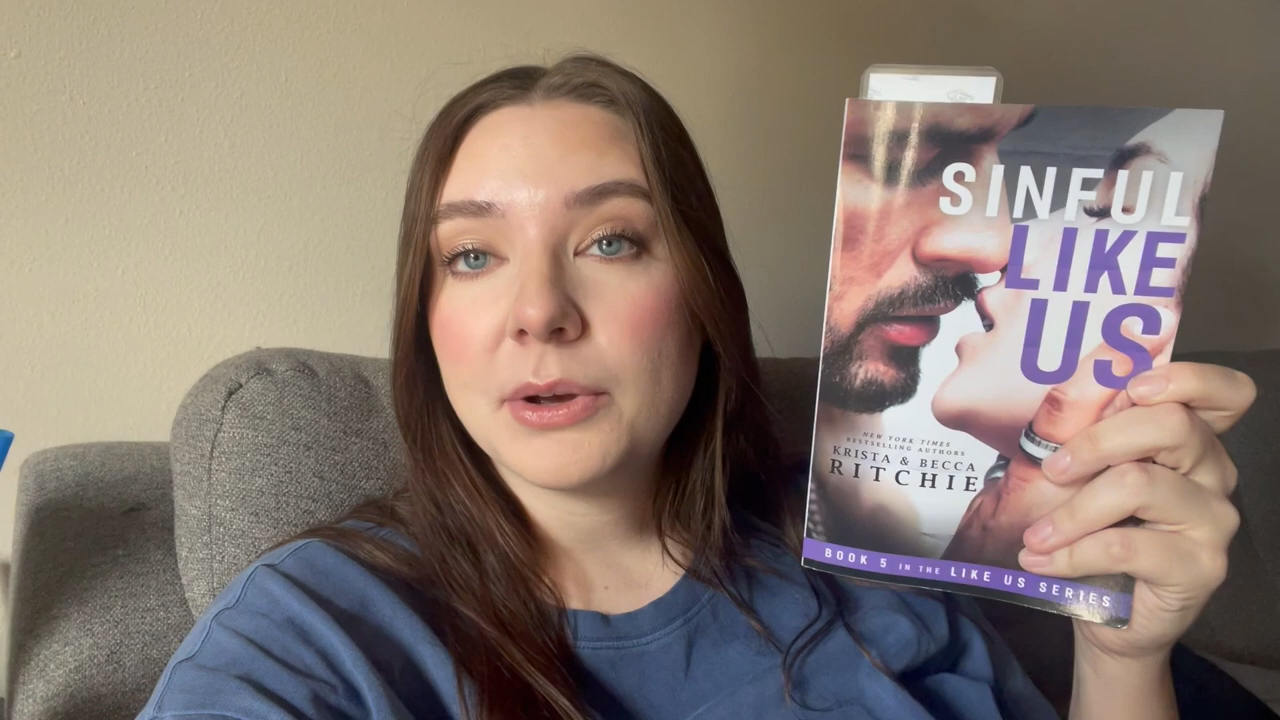 SINFUL
LIKE
US
NEW YORK TIMES
BESTSELLING AUTHORS
KRISTA & BECCA
RITCHIE
BOOK 5 IN THE LIKE US SERIES